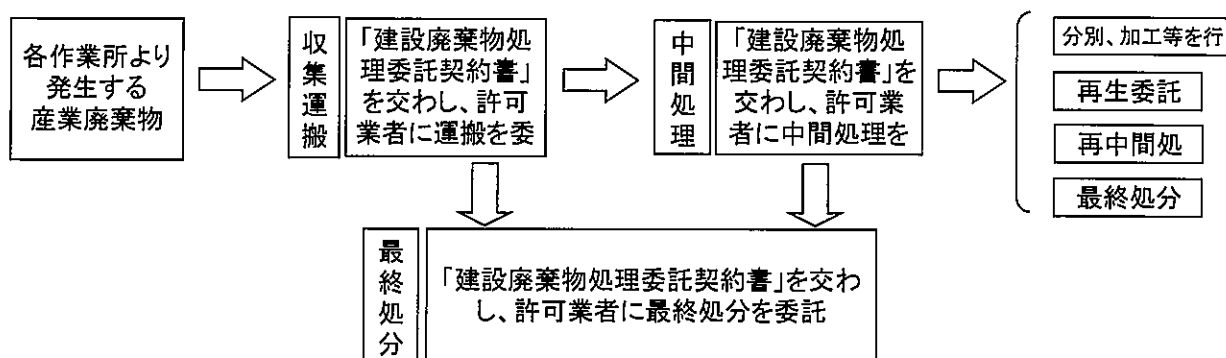 各作業所より
発生する
産業廃棄物
収集運搬
「建設廃棄物処
理委託契約書」
を交わし、許可
業者に運搬を委
中間処理
「建設廃棄物処
理委託契約書」を
交わし、許可業
者に中間処理を
分別、加工等を行
再生委託
再中間処
最終処分
最終処分
「建設廃棄物処理委託契約書」を交わ
し、許可業者に最終処分を委託